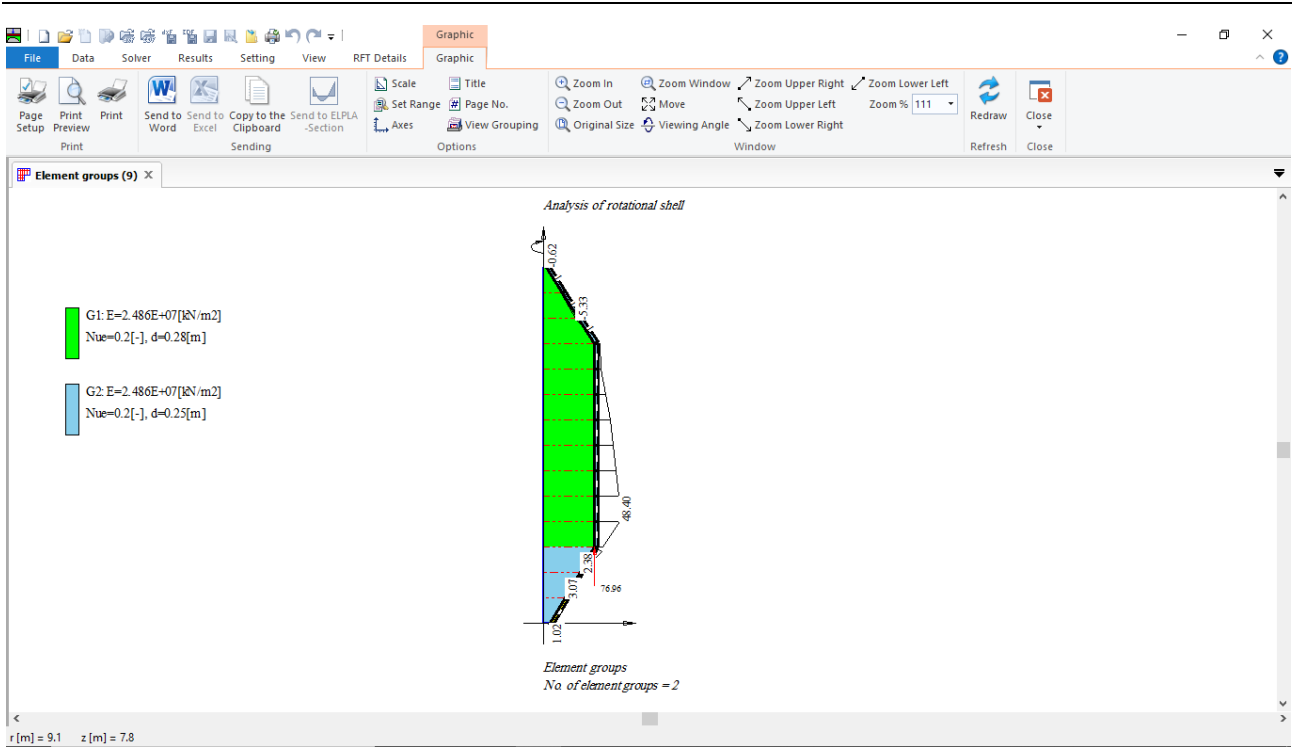 Graphic
File Data Solver Results Setting View RFT Details Graphic
Scale Title Zoom In Zoom Window Zoom Upper Right Zoom Lower Left
Set Range # Page No. Zoom Out Move Zoom Upper Left Zoom % 111
Page Setup Print Preview Print Send to Word Send to Excel Copy to the Clipboard Send to ELPLA -Section Redraw Close
Axes View Grouping Original Size Viewing Angle Zoom Lower Right
Print Sending Options Window Refresh Close
Element groups (9) X
Analysis of rotational shell
-0.62
-5.33
G1: E=2.486E+07[kN/m2]
Nue=0.2[-], d=0.28[m]
G2: E=2.486E+07[kN/m2]
Nue=0.2[-], d=0.25[m]
48.40
2.38
3.07
76.96
1.02
Element groups
No. of element groups = 2
r [m] = 9.1 z [m] = 7.8